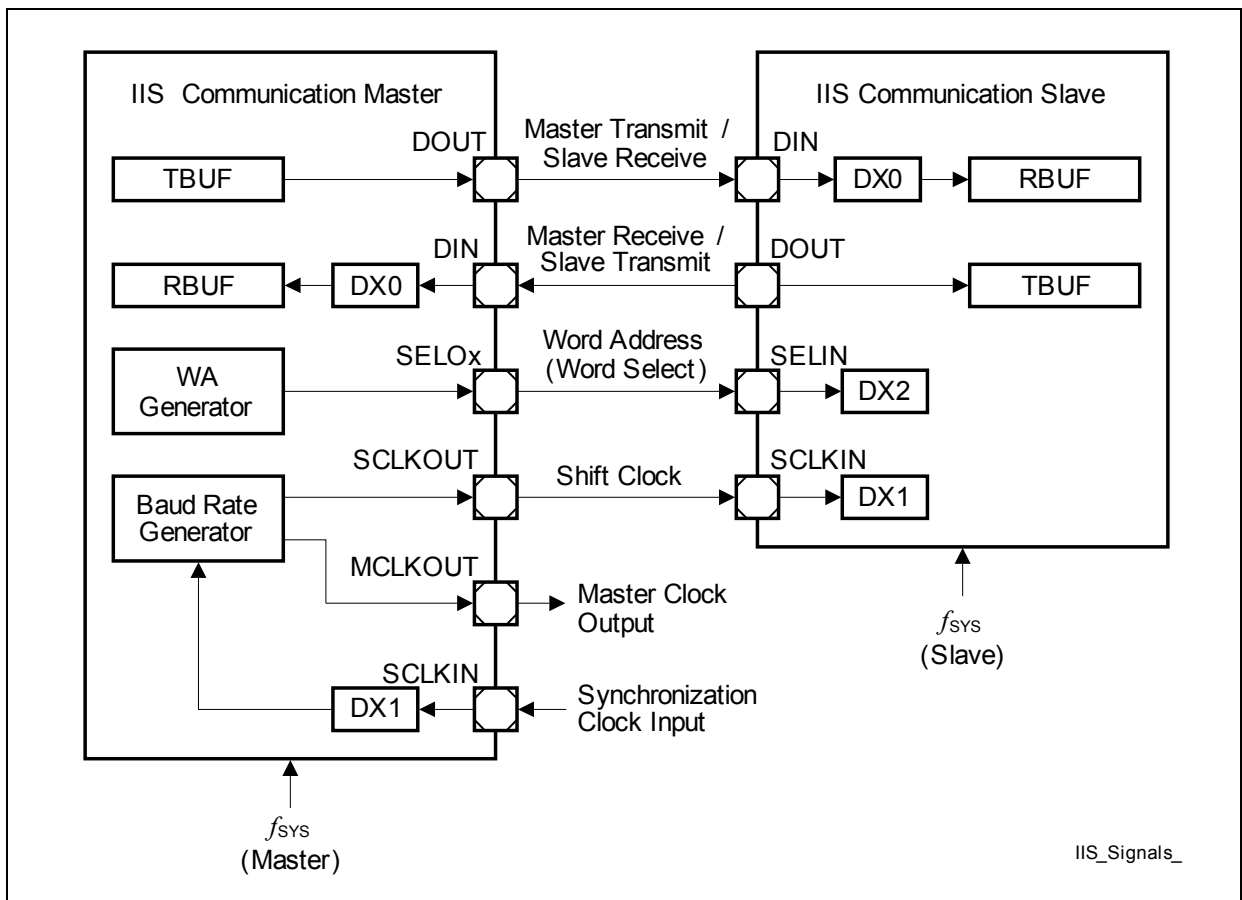 IIS Communication Master
IIS Communication Slave
DOUT
Master Transmit /
Slave Receive
DIN
TBUF
DX0
RBUF
DIN
Master Receive /
Slave Transmit
DOUT
RBUF
DX0
TBUF
SELOx
Word Address
(Word Select)
SELIN
WA
Generator
DX2
SCLKOUT
Shift Clock
SCLKIN
Baud Rate
Generator
DX1
MCLKOUT
Master Clock
Output
fSYS
(Slave)
SCLKIN
DX1
Synchronization
Clock Input
fSYS
(Master)
IIS_Signals_